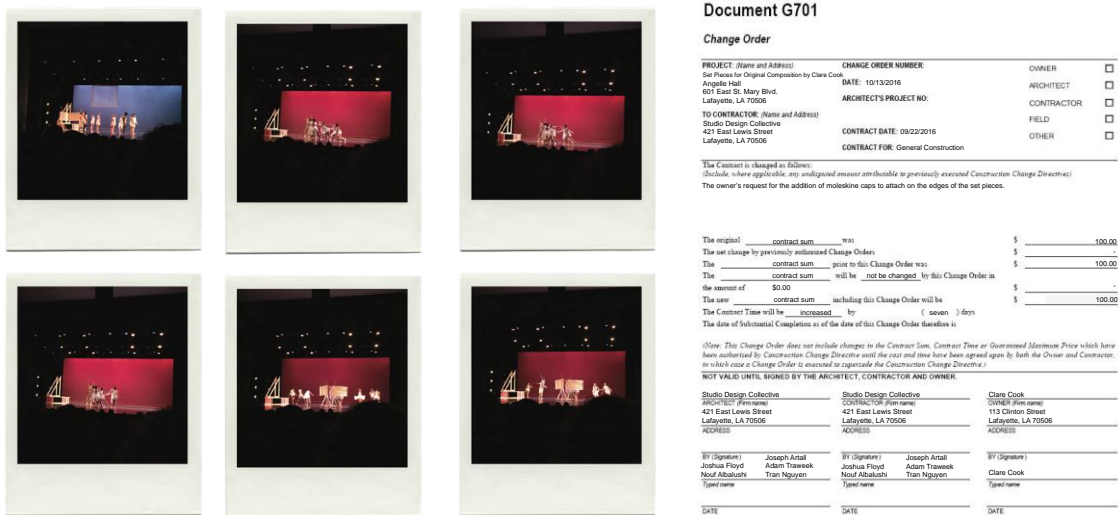 Document G701
Change Order
PROJECT: (Name and Address)
Set Pieces for Original Composition by Clare Cook
Angelle Hall
601 East St. Mary Blvd.
Lafayette, LA 70506
TO CONTRACTOR: (Name and Address)
Studio Design Collective
421 East Lewis Street
Lafayette, LA 70506
CHANGE ORDER NUMBER:
DATE: 10/13/2016
ARCHITECT'S PROJECT NO:
CONTRACT DATE: 09/22/2016
CONTRACT FOR: General Construction
OWNER
ARCHITECT
CONTRACTOR
FIELD
OTHER
The Contract is changed as follows:
(Include, where applicable, any undisputed amount attributable to previously executed Construction Change Directives)
The owner's request for the addition of moleskine caps to attach on the edges of the set pieces.
The original contract sum was $ 100.00
The net change by previously authorized Change Orders $ -
The contract sum prior to this Change Order was $ 100.00
The contract sum will be not be changed by this Change Order in
the amount of $0.00 $ -
The new contract sum including this Change Order will be $ 100.00
The Contract Time will be increased by ( seven ) days
The date of Substantial Completion as of the date of this Change Order therefore is
(Note: This Change Order does not include changes in the Contract Sum, Contract Time or Guaranteed Maximum Price which have
been authorized by Construction Change Directive until the cost and time have been agreed upon by both the Owner and Contractor,
in which case a Change Order is executed to supersede the Construction Change Directive.)
NOT VALID UNTIL SIGNED BY THE ARCHITECT, CONTRACTOR AND OWNER.
Studio Design Collective
ARCHITECT (Firm name)
421 East Lewis Street
Lafayette, LA 70506
ADDRESS
BY (Signature) Joseph Artall
Joshua Floyd Adam Traweek
Nouf Albalushi Tran Nguyen
Typed name
DATE
Studio Design Collective
CONTRACTOR (Firm name)
421 East Lewis Street
Lafayette, LA 70506
ADDRESS
BY (Signature) Joseph Artall
Joshua Floyd Adam Traweek
Nouf Albalushi Tran Nguyen
Typed name
DATE
Clare Cook
OWNER (Firm name)
113 Clinton Street
Lafayette, LA 70506
ADDRESS
BY (Signature)
Clare Cook
Typed name
DATE